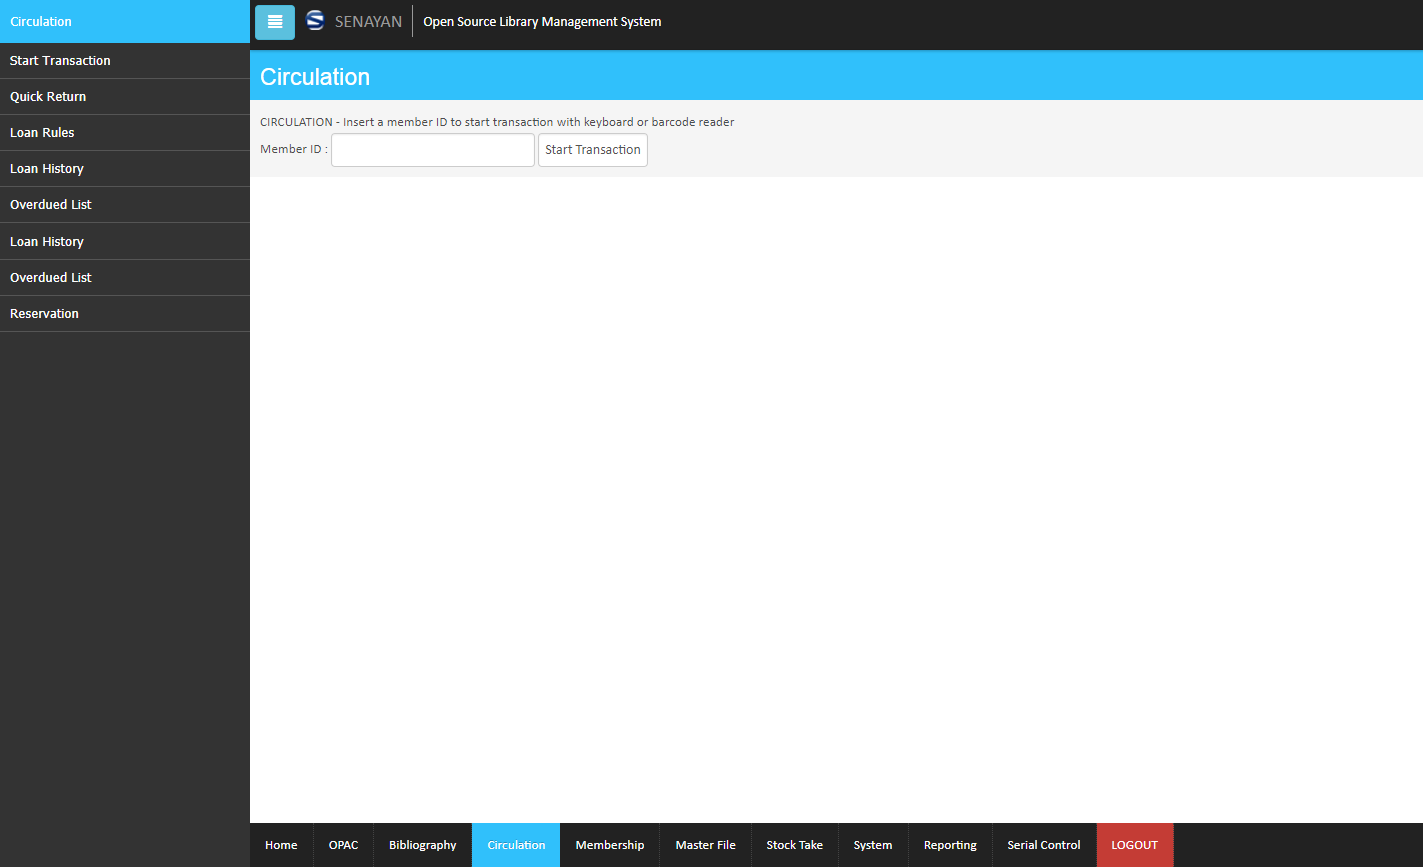 Circulation
Start Transaction
Quick Return
Loan Rules
Loan History
Overdued List
Loan History
Overdued List
Reservation
SENAYAN Open Source Library Management System
Circulation
CIRCULATION - Insert a member ID to start transaction with keyboard or barcode reader
Member ID : Start Transaction
Home OPAC Bibliography Circulation Membership Master File Stock Take System Reporting Serial Control LOGOUT